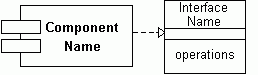 Component
Name
Interface
Name
operations